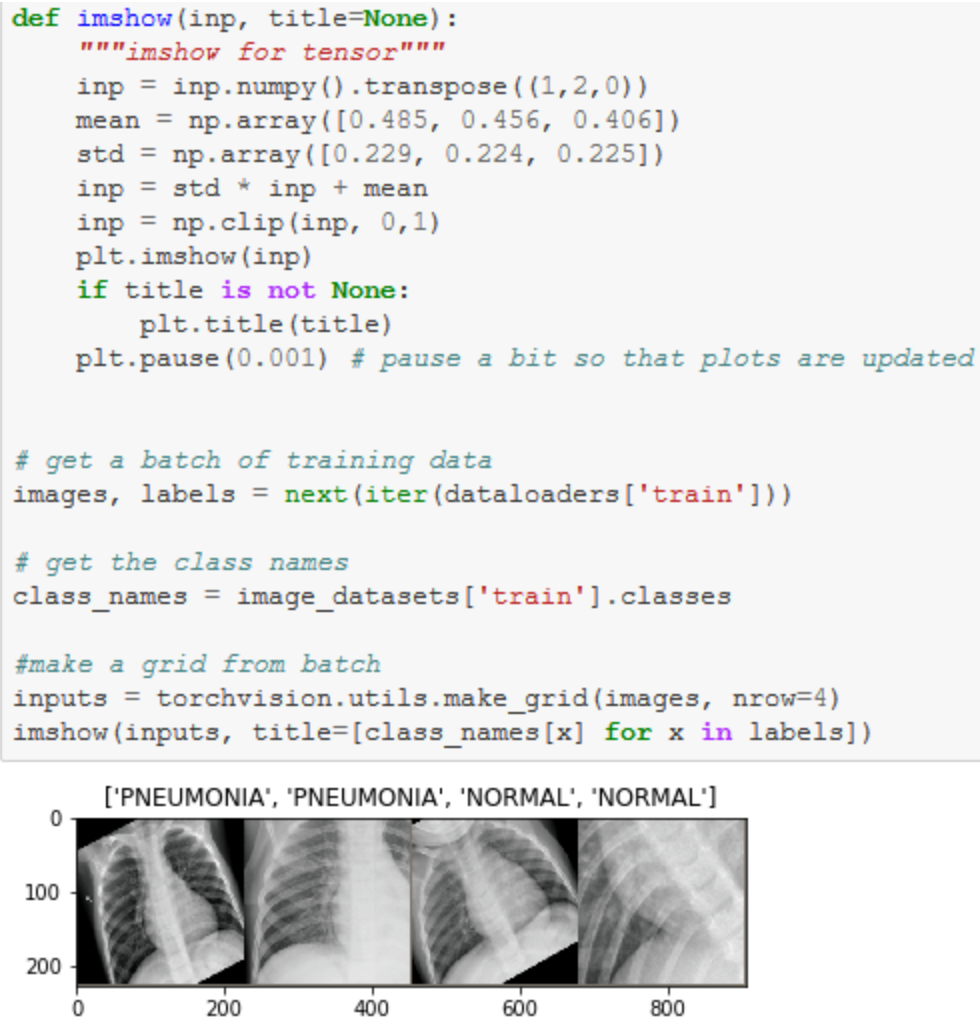 def imshow(inp, title=None):
    """imshow for tensor"""
    inp = inp.numpy().transpose((1,2,0))
    mean = np.array([0.485, 0.456, 0.406])
    std = np.array([0.229, 0.224, 0.225])
    inp = std * inp + mean
    inp = np.clip(inp, 0,1)
    plt.imshow(inp)
    if title is not None:
        plt.title(title)
    plt.pause(0.001) # pause a bit so that plots are updated
# get a batch of training data
images, labels = next(iter(dataloaders['train']))
# get the class names
class_names = image_datasets['train'].classes
#make a grid from batch
inputs = torchvision.utils.make_grid(images, nrow=4)
imshow(inputs, title=[class_names[x] for x in labels])
['PNEUMONIA', 'PNEUMONIA', 'NORMAL', 'NORMAL']
0
100
200
0 200 400 600 800